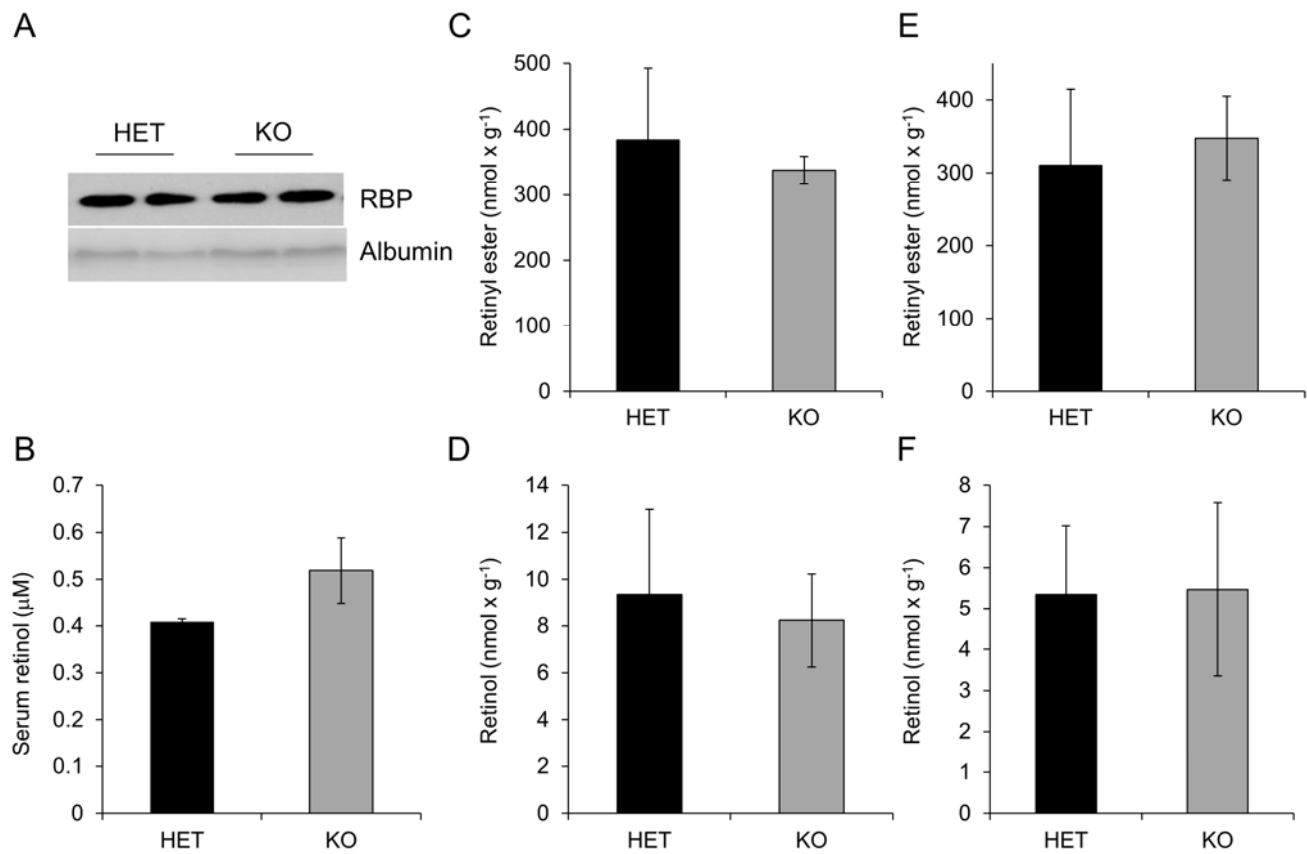 A
HET KO
RBP
Albumin
B
Serum retinol (μM)
0.7
0.6
0.5
0.4
0.3
0.2
0.1
0
HET KO
C
Retinyl ester (nmol x g⁻¹)
500
400
300
200
100
0
HET KO
D
Retinol (nmol x g⁻¹)
14
12
10
8
6
4
2
0
HET KO
E
Retinyl ester (nmol x g⁻¹)
400
300
200
100
0
HET KO
F
Retinol (nmol x g⁻¹)
8
7
6
5
4
3
2
1
0
HET KO